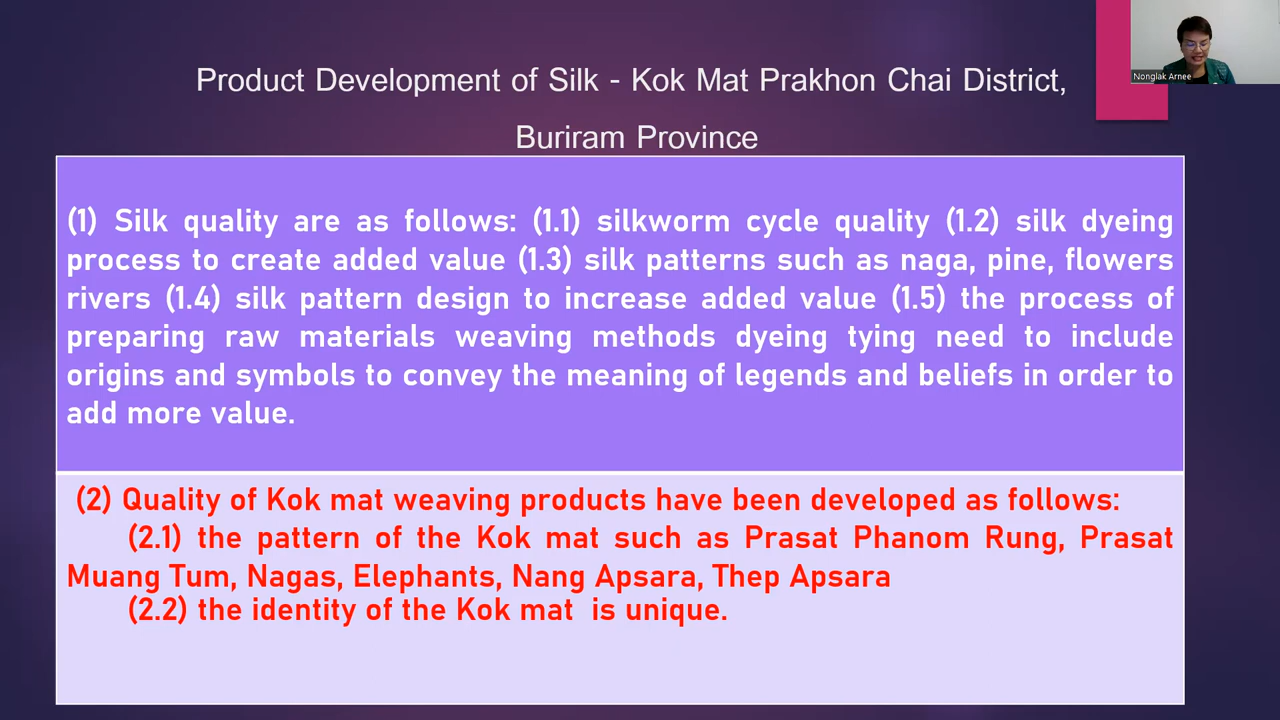 Product Development of Silk - Kok Mat Prakhon Chai District,
Buriram Province
Nonglak Arnee
(1) Silk quality are as follows: (1.1) silkworm cycle quality (1.2) silk dyeing
process to create added value (1.3) silk patterns such as naga, pine, flowers
rivers (1.4) silk pattern design to increase added value (1.5) the process of
preparing raw materials weaving methods dyeing tying need to include
origins and symbols to convey the meaning of legends and beliefs in order to
add more value.
(2) Quality of Kok mat weaving products have been developed as follows:
(2.1) the pattern of the Kok mat such as Prasat Phanom Rung, Prasat
Muang Tum, Nagas, Elephants, Nang Apsara, Thep Apsara
(2.2) the identity of the Kok mat is unique.